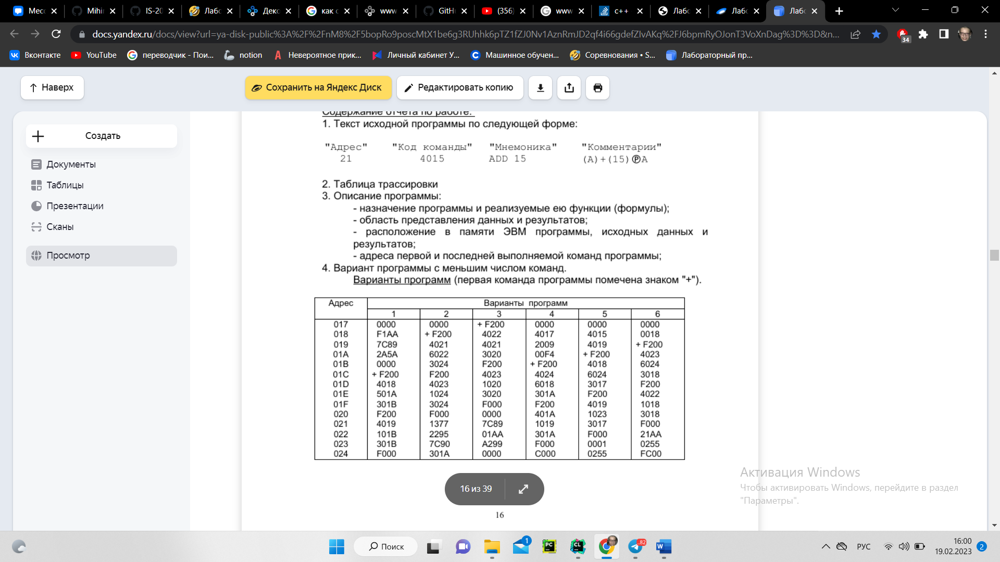 Месс
Mihi
IS-20
Лабо
Декс
как с
www
GitH
(356)
www
c++
Лабо
Лабо
Лабо
docs.yandex.ru/docs/view?url=ya-disk-public%3A%2F%2FnM8%2F5bopRo9poscMtX1be6g3RUhhk6pTZ1fZJ0Nv1AznRmJD2qf4i66gdefZIvAKq%2FJ6bpmRyOJonT3VoXnDag%3D%3D&n...
34
Вконтакте
YouTube
переводчик - Пои...
notion
Невероятное прик...
Личный кабинет У...
Машинное обучен...
Соревнования • S...
Лабораторный пр...
Наверх
Сохранить на Яндекс Диск
Редактировать копию
Создать
Документы
Таблицы
Презентации
Сканы
Просмотр
Содержание отчета по работе:
1. Текст исходной программы по следующей форме:
"Адрес" "Код команды" "Мнемоника" "Комментарии"
21 4015 ADD 15 (A)+(15)ⓅA
2. Таблица трассировки
3. Описание программы:
- назначение программы и реализуемые ею функции (формулы);
- область представления данных и результатов;
- расположение в памяти ЭВМ программы, исходных данных и
результатов;
- адреса первой и последней выполняемой команд программы;
4. Вариант программы с меньшим числом команд.
Варианты программ (первая команда программы помечена знаком "+").
Адрес Варианты программ
1 2 3 4 5 6
017 0000 0000 + F200 0000 0000 0000
018 F1AA + F200 4022 4017 4015 0018
019 7C89 4021 4021 2009 4019 + F200
01A 2A5A 6022 3020 00F4 + F200 4023
01B 0000 3024 F200 + F200 4018 6024
01C + F200 F200 4023 4024 6024 3018
01D 4018 4023 1020 6018 3017 F200
01E 501A 1024 3020 301A F200 4022
01F 301B 3024 F000 F200 4019 1018
020 F200 F000 0000 401A 1023 3018
021 4019 1377 7C89 1019 3017 F000
022 101B 2295 01AA 301A F000 21AA
023 301B 7C90 A299 F000 0001 0255
024 F000 301A 0000 C000 0255 FC00
16 из 39
16
Активация Windows
Чтобы активировать Windows, перейдите в раздел
"Параметры".
Поиск
1
PC
CL
..82
W
РУС
16:00
19.02.2023
2